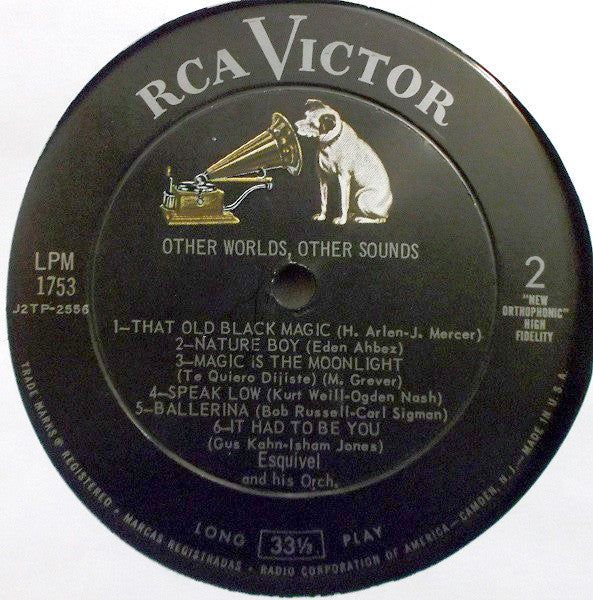 RCA VICTOR
OTHER WORLDS, OTHER SOUNDS
LPM
1753
J2TP-2556
2
"NEW
ORTHOPHONIC"
HIGH
FIDELITY
1—THAT OLD BLACK MAGIC (H. Arlen-J. Mercer)
2—NATURE BOY (Eden Ahbez)
3—MAGIC IS THE MOONLIGHT
(Te Quiero Dijiste) (M. Grever)
4—SPEAK LOW (Kurt Weill-Ogden Nash)
5—BALLERINA (Bob Russell-Carl Sigman)
6—IT HAD TO BE YOU
(Gus Kahn-Isham Jones)
Esquivel
and his Orch.
LONG 33⅓ PLAY
TRADE MARKS ® REGISTERED • MARCAS REGISTRADAS • RADIO CORPORATION OF AMERICA—CAMDEN, N.J.—MADE IN U.S.A.